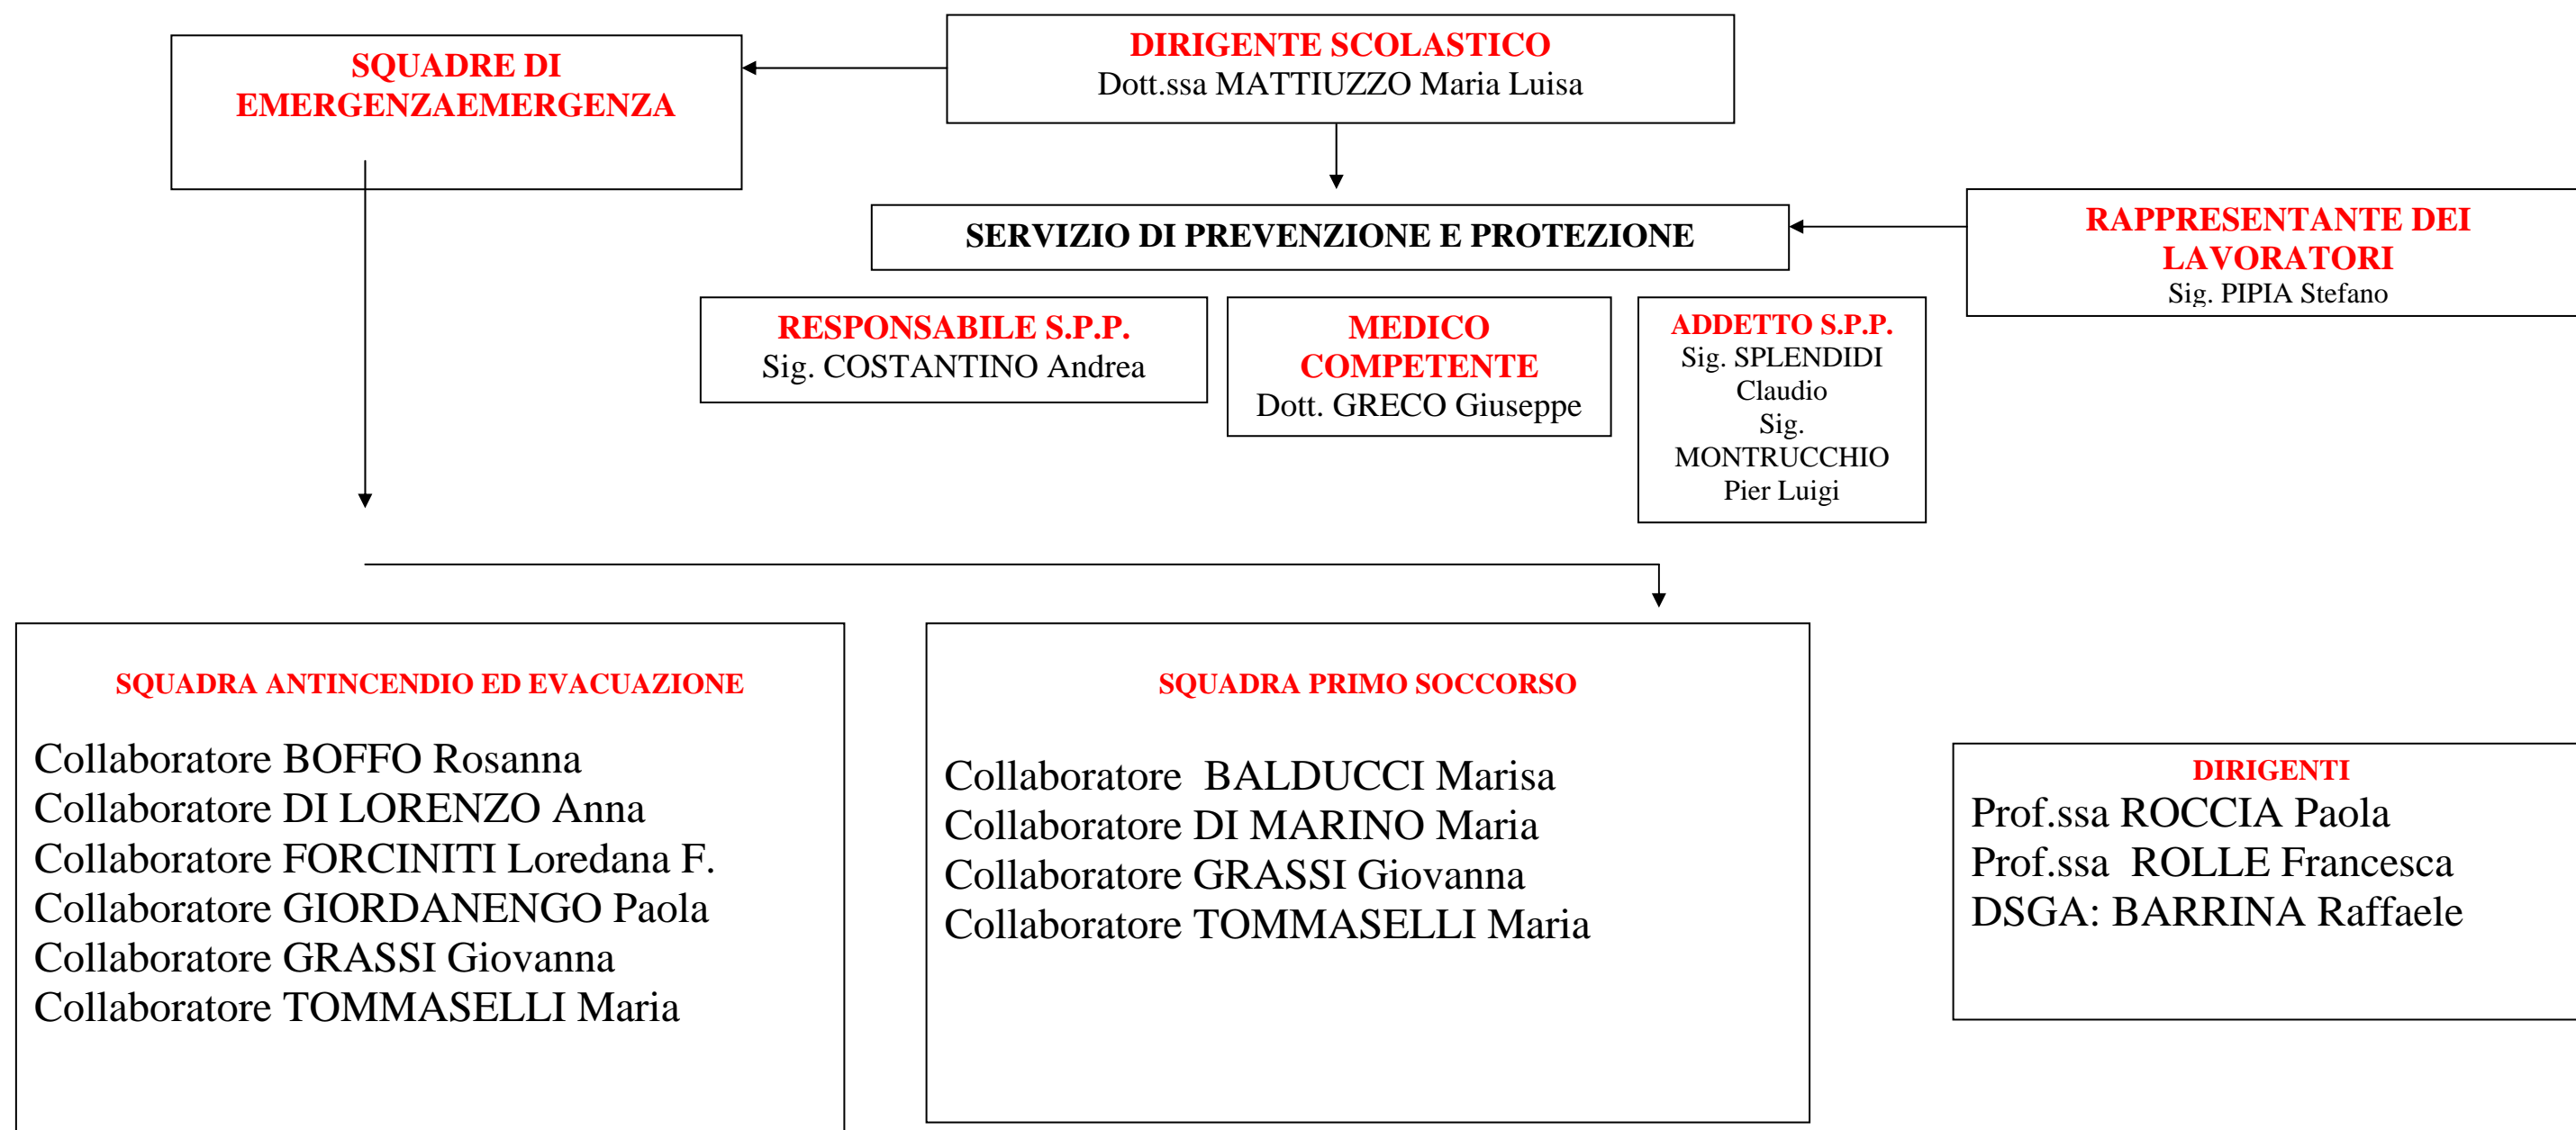 SQUADRE DI
EMERGENZAEMERGENZA
DIRIGENTE SCOLASTICO
Dott.ssa MATTIUZZO Maria Luisa
SERVIZIO DI PREVENZIONE E PROTEZIONE
RAPPRESENTANTE DEI
LAVORATORI
Sig. PIPIA Stefano
RESPONSABILE S.P.P.
Sig. COSTANTINO Andrea
MEDICO
COMPETENTE
Dott. GRECO Giuseppe
ADDETTO S.P.P.
Sig. SPLENDIDI
Claudio
Sig.
MONTRUCCHIO
Pier Luigi
SQUADRA ANTINCENDIO ED EVACUAZIONE
Collaboratore BOFFO Rosanna
Collaboratore DI LORENZO Anna
Collaboratore FORCINITI Loredana F.
Collaboratore GIORDANENGO Paola
Collaboratore GRASSI Giovanna
Collaboratore TOMMASELLI Maria
SQUADRA PRIMO SOCCORSO
Collaboratore  BALDUCCI Marisa
Collaboratore DI MARINO Maria
Collaboratore GRASSI Giovanna
Collaboratore TOMMASELLI Maria
DIRIGENTI
Prof.ssa ROCCIA Paola
Prof.ssa  ROLLE Francesca
DSGA: BARRINA Raffaele